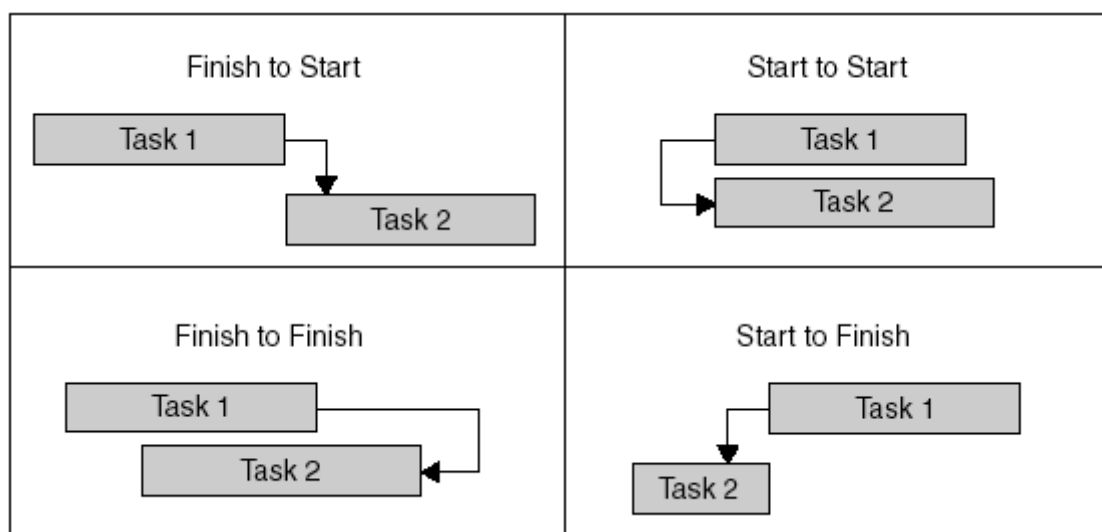 Finish to Start
Task 1
Task 2
Start to Start
Task 1
Task 2
Finish to Finish
Task 1
Task 2
Start to Finish
Task 1
Task 2